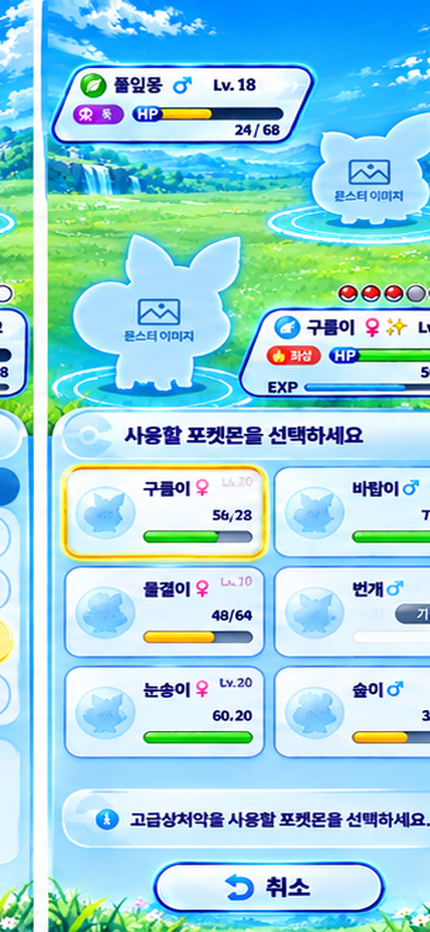 풀잎몽 ♂ Lv. 18
독 HP
24 / 68
몬스터 이미지
몬스터 이미지
구름이 ♀ ✨ Lv
HP
EXP
사용할 포켓몬을 선택하세요
구름이 ♀ Lv.20
56/28
바람이 ♂
7
물결이 ♀ Lv.10
48/64
번개 ♂
기
눈송이 ♀ Lv.20
60.20
숲이 ♂
3
고급상처약을 사용할 포켓몬을 선택하세요.
취소